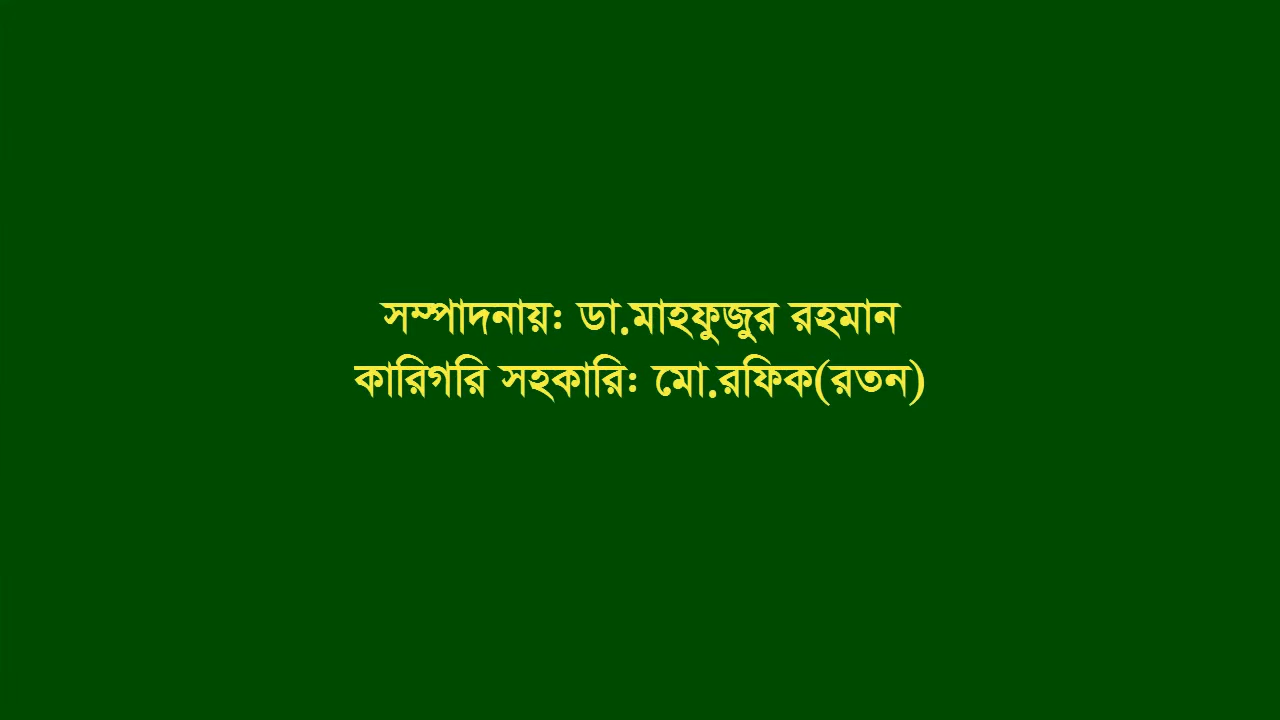 সম্পাদনায়: ডা.মাহফুজুর রহমান
কারিগরি সহকারি: মো.রফিক(রতন)